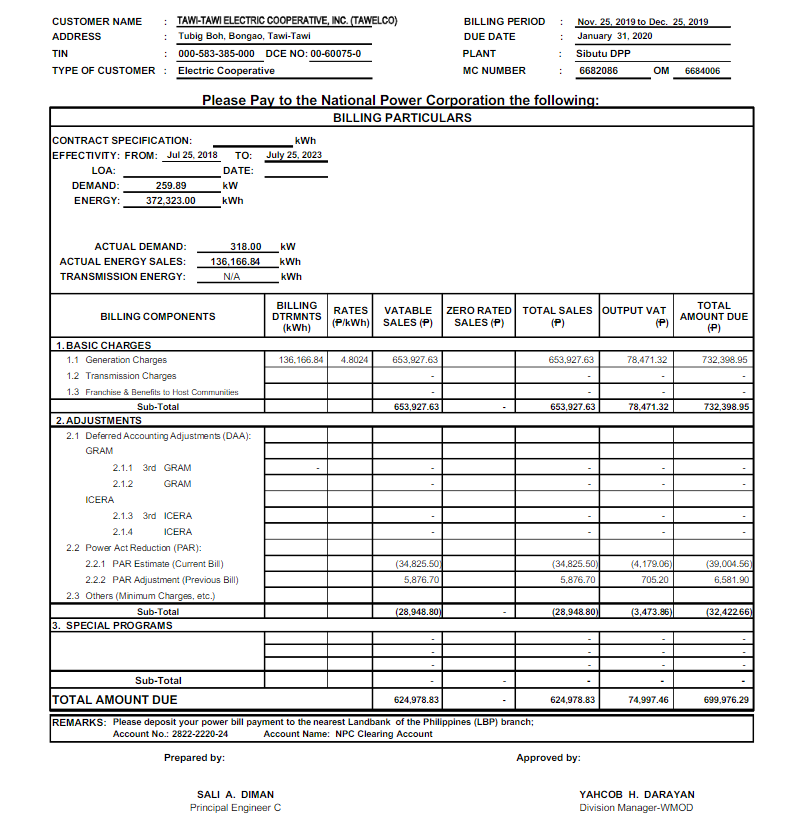 CUSTOMER NAME : TAWI-TAWI ELECTRIC COOPERATIVE, INC. (TAWELCO) BILLING PERIOD : Nov. 25, 2019 to Dec. 25, 2019
ADDRESS : Tubig Boh, Bongao, Tawi-Tawi DUE DATE : January 31, 2020
TIN : 000-583-385-000 DCE NO: 00-60075-0 PLANT : Sibutu DPP
TYPE OF CUSTOMER : Electric Cooperative MC NUMBER : 6682086 OM 6684006
Please Pay to the National Power Corporation the following:
BILLING PARTICULARS
CONTRACT SPECIFICATION: kWh
EFFECTIVITY: FROM: Jul 25, 2018 TO: July 25, 2023
LOA: DATE:
DEMAND: 259.89 kW
ENERGY: 372,323.00 kWh
ACTUAL DEMAND: 318.00 kW
ACTUAL ENERGY SALES: 136,166.84 kWh
TRANSMISSION ENERGY: N/A kWh
BILLING COMPONENTS BILLING DTRMNTS (kWh) RATES (₱/kWh) VATABLE SALES (₱) ZERO RATED SALES (₱) TOTAL SALES (₱) OUTPUT VAT (₱) TOTAL AMOUNT DUE (₱)
1. BASIC CHARGES
1.1 Generation Charges 136,166.84 4.8024 653,927.63 653,927.63 78,471.32 732,398.95
1.2 Transmission Charges - - - -
1.3 Franchise & Benefits to Host Communities - - - -
Sub-Total 653,927.63 - 653,927.63 78,471.32 732,398.95
2. ADJUSTMENTS
2.1 Deferred Accounting Adjustments (DAA):
GRAM
2.1.1 3rd GRAM - - - - -
2.1.2 GRAM - - - -
ICERA
2.1.3 3rd ICERA - - - -
2.1.4 ICERA - - - -
2.2 Power Act Reduction (PAR):
2.2.1 PAR Estimate (Current Bill) (34,825.50) (34,825.50) (4,179.06) (39,004.56)
2.2.2 PAR Adjustment (Previous Bill) 5,876.70 5,876.70 705.20 6,581.90
2.3 Others (Minimum Charges, etc.)
Sub-Total (28,948.80) - (28,948.80) (3,473.86) (32,422.66)
3. SPECIAL PROGRAMS
- - - -
- - - -
- - - -
Sub-Total - - - - -
TOTAL AMOUNT DUE 624,978.83 - 624,978.83 74,997.46 699,976.29
REMARKS: Please deposit your power bill payment to the nearest Landbank of the Philippines (LBP) branch;
Account No.: 2822-2220-24 Account Name: NPC Clearing Account
Prepared by: Approved by:
SALI A. DIMAN YAHCOB H. DARAYAN
Principal Engineer C Division Manager-WMOD